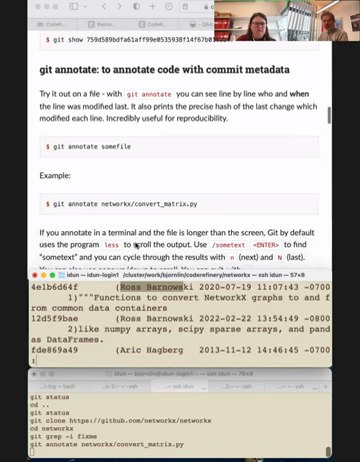 $ git show 759d589bdfa61aff99e0535938f14f67b01
git annotate: to annotate code with commit metadata
Try it out on a file - with git annotate you can see line by line who and when
the line was modified last. It also prints the precise hash of the last change which
modified each line. Incredibly useful for reproducibility.
$ git annotate somefile
Example:
$ git annotate networkx/convert_matrix.py
If you annotate in a terminal and the file is longer than the screen, Git by default
uses the program less to scroll the output. Use /sometext <ENTER> to find
“sometext” and you can cycle through the results with n (next) and N (last).
idun — bjornlin@idun-login1: /cluster/work/bjornlin/coderefinery/networkx — ssh idun — 57×8
4e1b6d64f (Ross Barnowski 2020-07-19 11:07:43 -0700
1)"""Functions to convert NetworkX graphs to and f
rom common data containers
12d5f9bae (Ross Barnowski 2022-02-22 13:54:49 -0800
2)like numpy arrays, scipy sparse arrays, and pand
as DataFrames.
fde869a49 (Aric Hagberg 2013-11-12 14:46:45 -0700
:
git status
cd ..
git status
git clone https://github.com/networkx/networkx
cd networkx
git grep -i fixme
git annotate networkx/convert_matrix.py